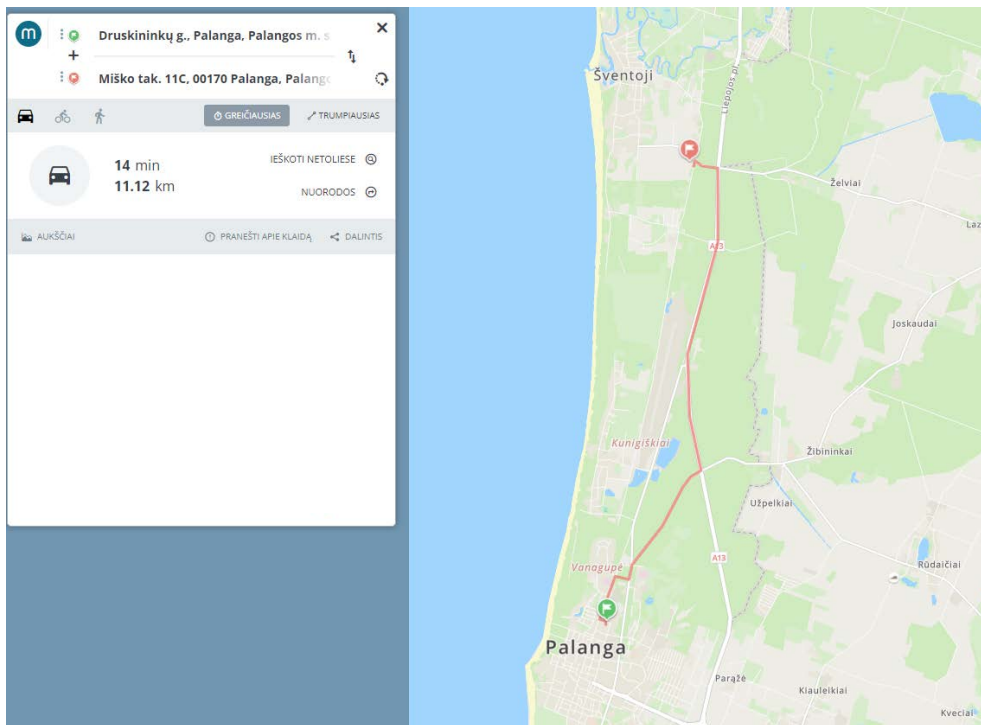 m
Druskininkų g., Palanga, Palangos m. s
Miško tak. 11C, 00170 Palanga, Palang
GREIČIAUSIAS
TRUMPIAUSIAS
14 min
11.12 km
IEŠKOTI NETOLIESE
NUORODOS
AUKŠČIAI
PRANEŠTI APIE KLAIDĄ
DALINTIS
Šventoji
Liepojos pl.
Želviai
Laz
A13
Joskaudai
Kunigiškiai
Žibininkai
Užpelkiai
A13
Rūdaičiai
Vanagupė
Palanga
Paražė
Kiauleikiai
Kveciai